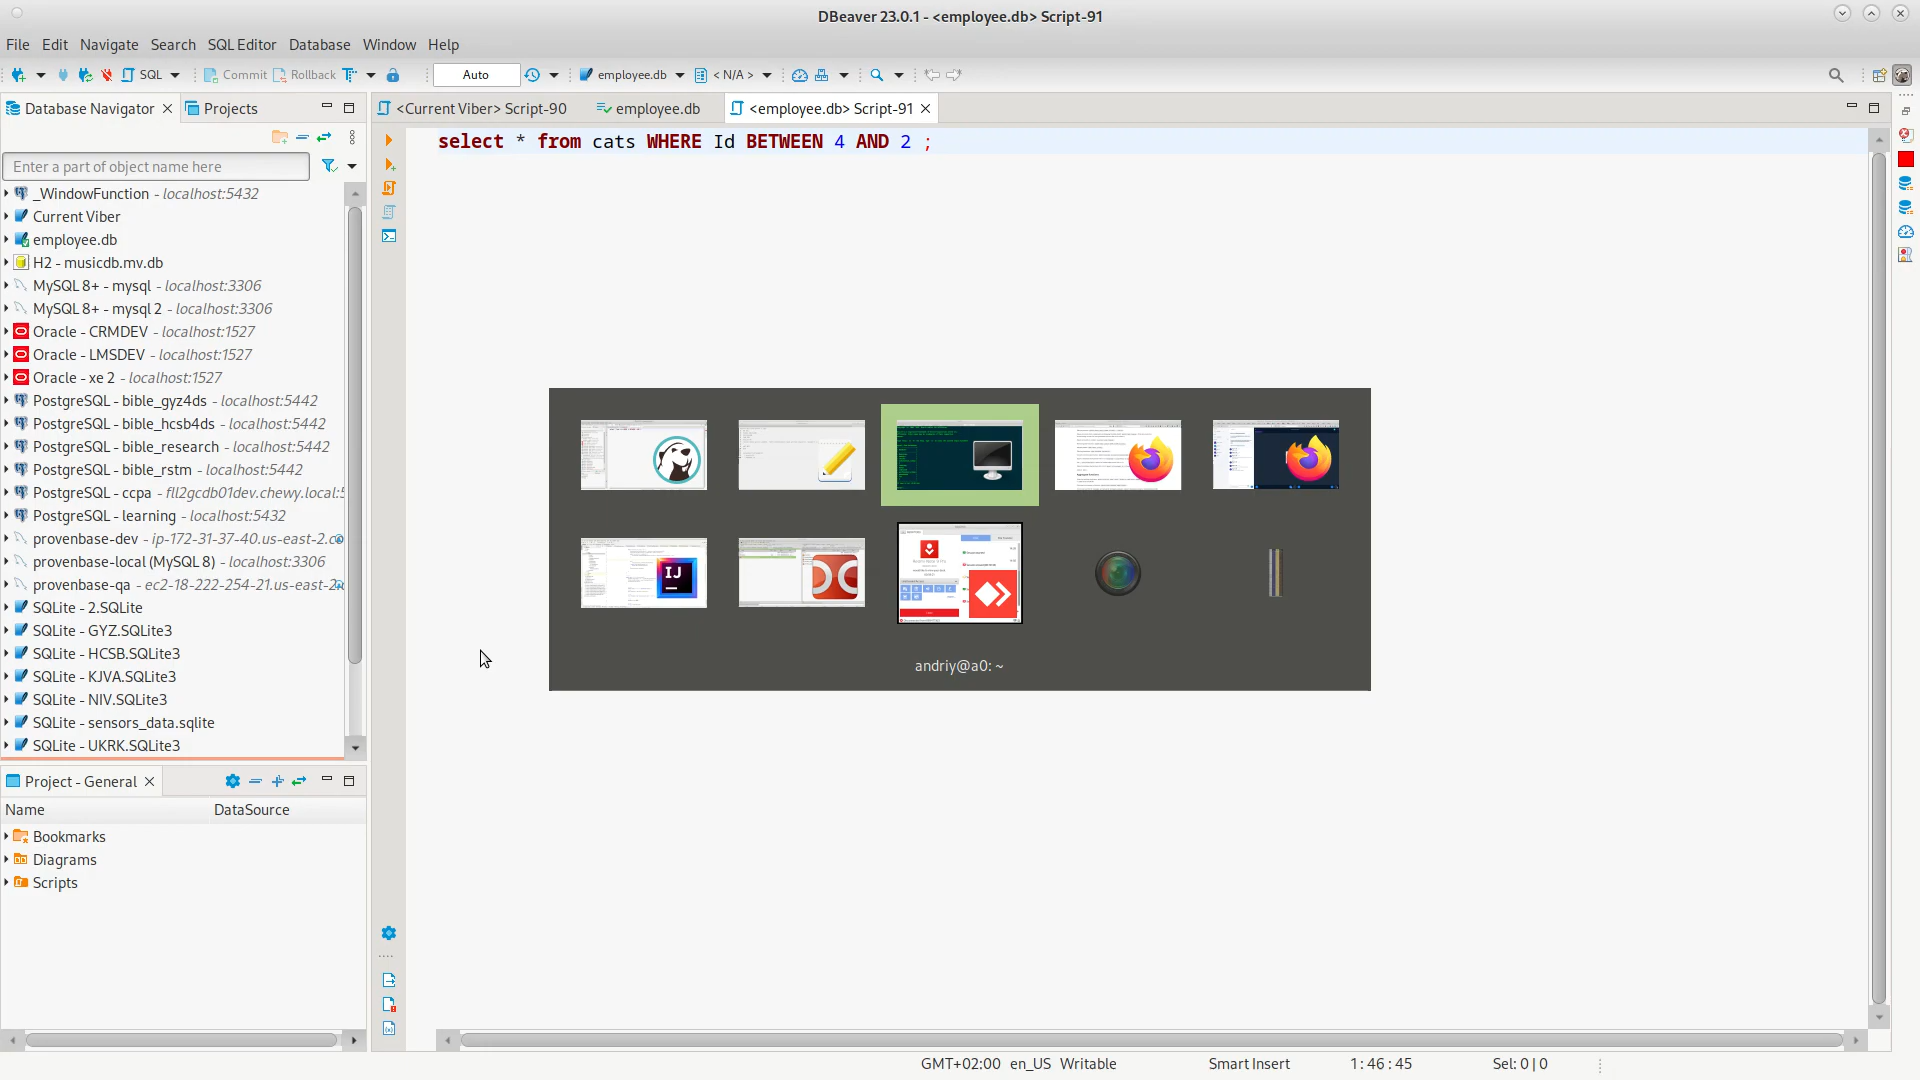 DBeaver 23.0.1 - <employee.db> Script-91
File Edit Navigate Search SQL Editor Database Window Help
SQL Commit Rollback Auto employee.db < N/A >
Database Navigator Projects
<Current Viber> Script-90 employee.db <employee.db> Script-91
select * from cats WHERE Id BETWEEN 4 AND 2 ;
Enter a part of object name here
_WindowFunction - localhost:5432
Current Viber
employee.db
H2 - musicdb.mv.db
MySQL 8+ - mysql - localhost:3306
MySQL 8+ - mysql 2 - localhost:3306
Oracle - CRMDEV - localhost:1527
Oracle - LMSDEV - localhost:1527
Oracle - xe 2 - localhost:1527
PostgreSQL - bible_gyz4ds - localhost:5442
PostgreSQL - bible_hcsb4ds - localhost:5442
PostgreSQL - bible_research - localhost:5442
PostgreSQL - bible_rstm - localhost:5442
PostgreSQL - ccpa - fll2gcdb01dev.chewy.local:5
PostgreSQL - learning - localhost:5432
provenbase-dev - ip-172-31-37-40.us-east-2.co
provenbase-local (MySQL 8) - localhost:3306
provenbase-qa - ec2-18-222-254-21.us-east-2
SQLite - 2.SQLite
SQLite - GYZ.SQLite3
SQLite - HCSB.SQLite3
SQLite - KJVA.SQLite3
SQLite - NIV.SQLite3
SQLite - sensors_data.sqlite
SQLite - UKRK.SQLite3
IJ
andriy@a0: ~
Project - General
Name DataSource
Bookmarks
Diagrams
Scripts
GMT+02:00 en_US Writable Smart Insert 1 : 46 : 45 Sel: 0 | 0